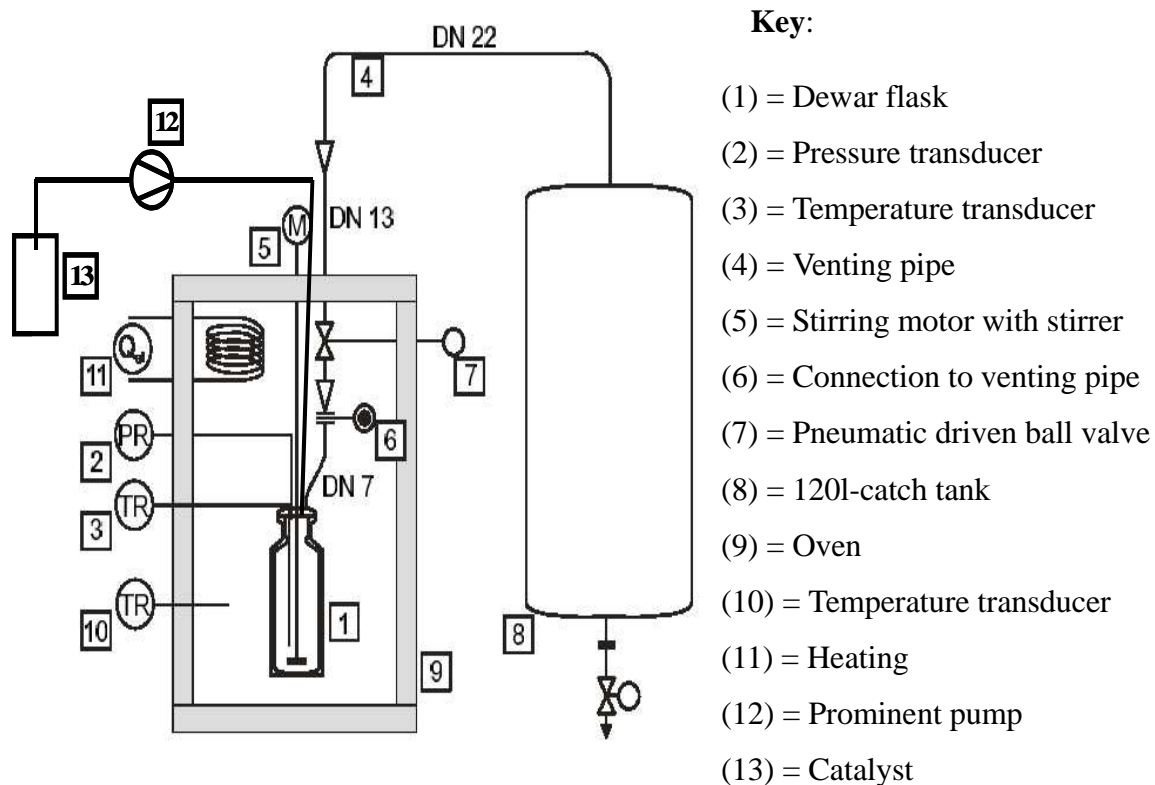 DN 22
4
12
DN 13
M
5
13
Qel
11
7
PR
2
6
DN 7
TR
3
TR
10
1
8
9
Key:
(1) = Dewar flask
(2) = Pressure transducer
(3) = Temperature transducer
(4) = Venting pipe
(5) = Stirring motor with stirrer
(6) = Connection to venting pipe
(7) = Pneumatic driven ball valve
(8) = 120l-catch tank
(9) = Oven
(10) = Temperature transducer
(11) = Heating
(12) = Prominent pump
(13) = Catalyst